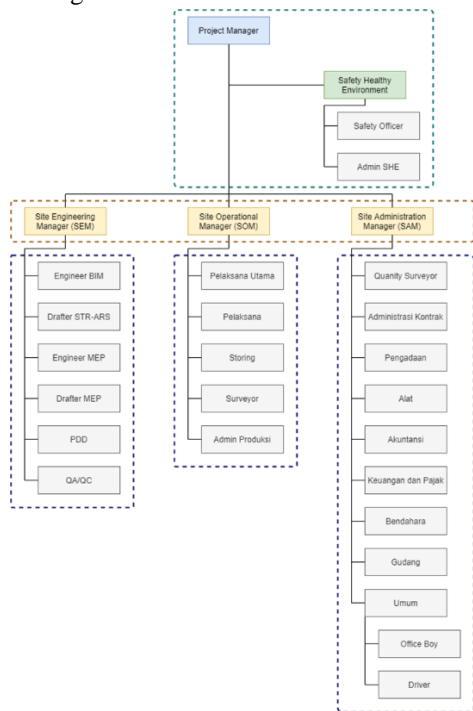 Project Manager
Safety Healthy
Environment
Safety Officer
Admin SHE
Site Engineering
Manager (SEM)
Site Operational
Manager (SOM)
Site Administration
Manager (SAM)
Engineer BIM
Drafter STR-ARS
Engineer MEP
Drafter MEP
PDD
QA/QC
Pelaksana Utama
Pelaksana
Storing
Surveyor
Admin Produksi
Quanity Surveyor
Administrasi Kontrak
Pengadaan
Alat
Akuntansi
Keuangan dan Pajak
Bendahara
Gudang
Umum
Office Boy
Driver